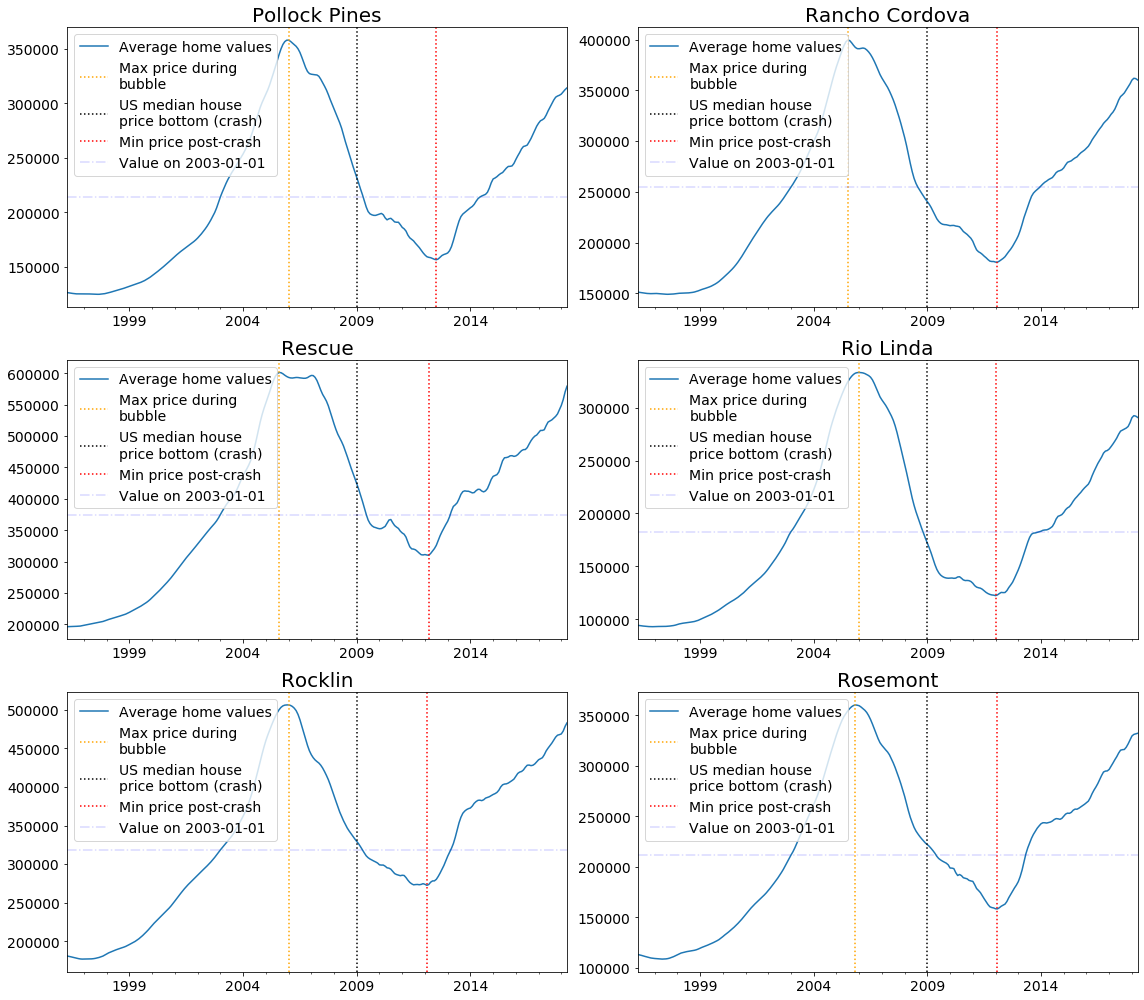 Pollock Pines
350000
300000
250000
200000
150000
Average home values
Max price during
bubble
US median house
price bottom (crash)
Min price post-crash
Value on 2003-01-01
1999
2004
2009
2014
Rancho Cordova
400000
350000
300000
250000
200000
150000
Average home values
Max price during
bubble
US median house
price bottom (crash)
Min price post-crash
Value on 2003-01-01
1999
2004
2009
2014
Rescue
600000
550000
500000
450000
400000
350000
300000
250000
200000
Average home values
Max price during
bubble
US median house
price bottom (crash)
Min price post-crash
Value on 2003-01-01
1999
2004
2009
2014
Rio Linda
300000
250000
200000
150000
100000
Average home values
Max price during
bubble
US median house
price bottom (crash)
Min price post-crash
Value on 2003-01-01
1999
2004
2009
2014
Rocklin
500000
450000
400000
350000
300000
250000
200000
Average home values
Max price during
bubble
US median house
price bottom (crash)
Min price post-crash
Value on 2003-01-01
1999
2004
2009
2014
Rosemont
350000
300000
250000
200000
150000
100000
Average home values
Max price during
bubble
US median house
price bottom (crash)
Min price post-crash
Value on 2003-01-01
1999
2004
2009
2014